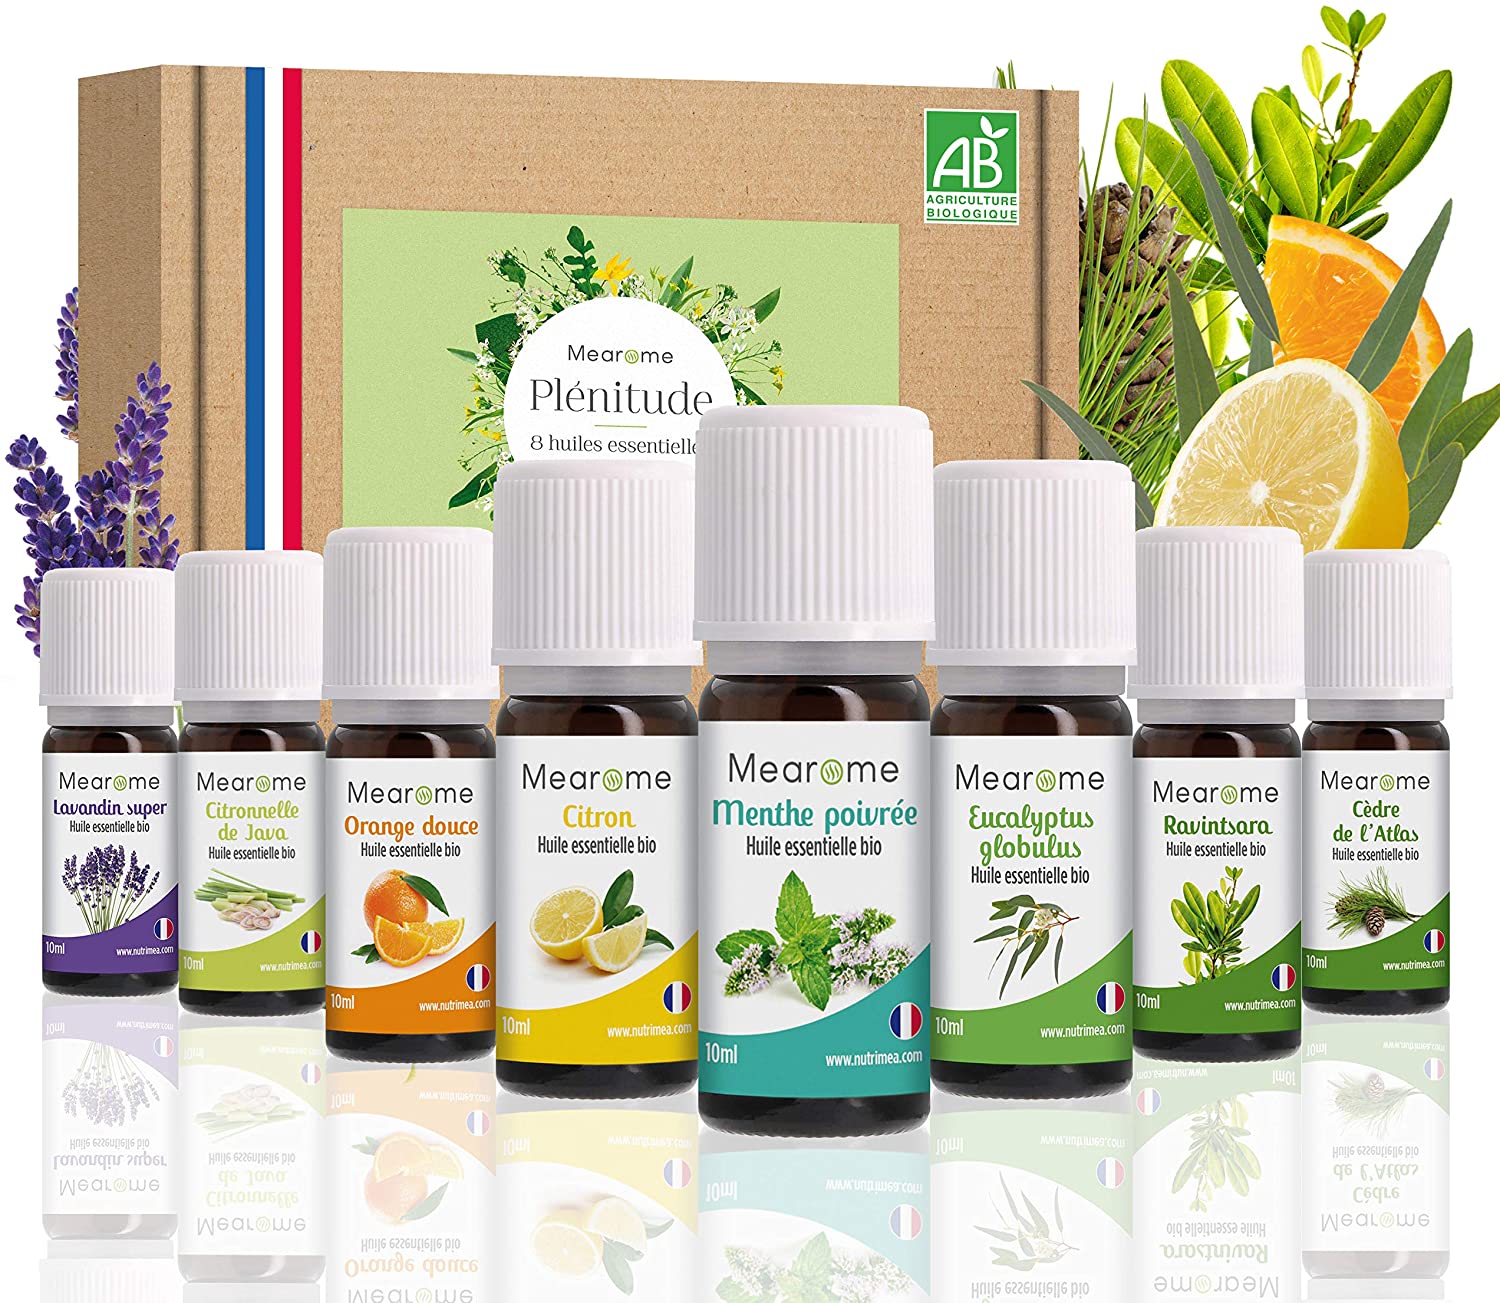 AB
AGRICULTURE
BIOLOGIQUE
Mearome
Plénitude
8 huiles essentielle
Mearome
Lavandin super
Huile essentielle bio
10ml
www.nutrimea.com
Mearome
Citronnelle
de Java
Huile essentielle bio
10ml
www.nutrimea.com
Mearome
Orange douce
Huile essentielle bio
10ml
www.nutrimea.com
Mearome
Citron
Huile essentielle bio
10ml
www.nutrimea.com
Mearome
Menthe poivrée
Huile essentielle bio
10ml
www.nutrimea.com
Mearome
Eucalyptus
globulus
Huile essentielle bio
10ml
www.nutrimea.com
Mearome
Ravintsara
Huile essentielle bio
10ml
www.nutrimea.com
Mearome
Cèdre
de l'Atlas
Huile essentielle bio
10ml
www.nutrimea.com